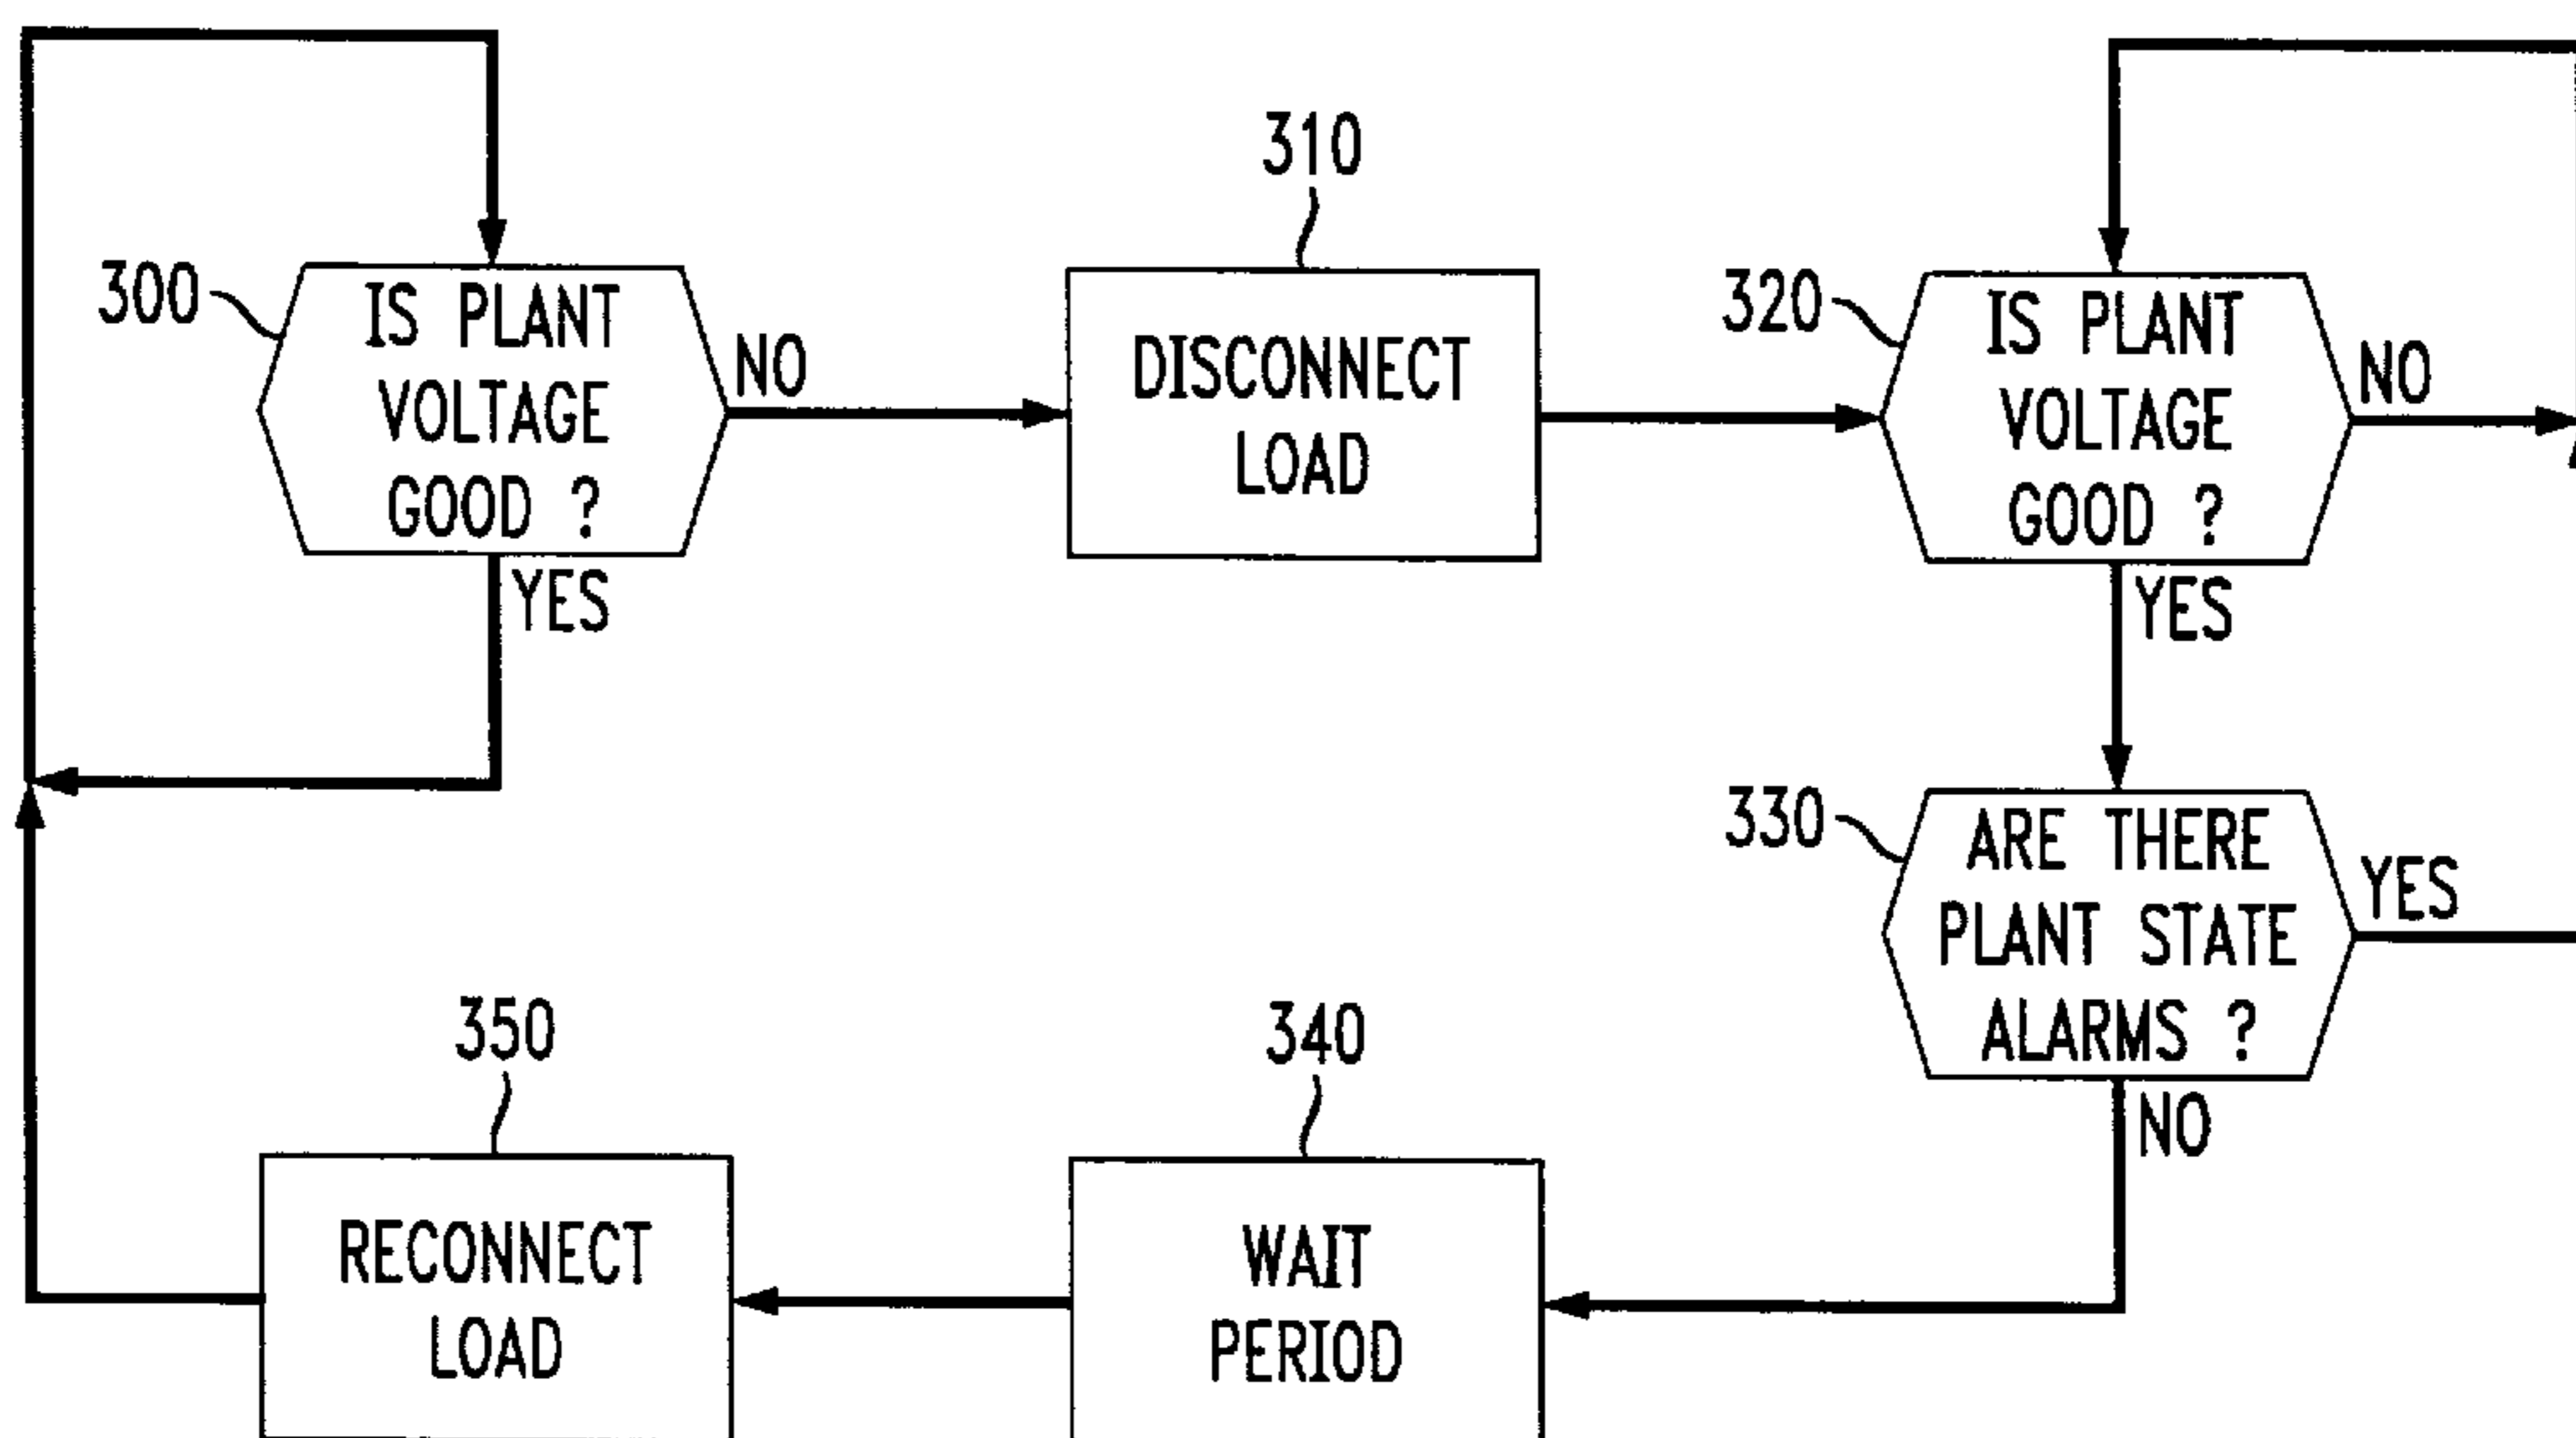 310
300
IS PLANT
VOLTAGE
GOOD ?
NO
YES
DISCONNECT
LOAD
320
IS PLANT
VOLTAGE
GOOD ?
NO
YES
330
ARE THERE
PLANT STATE
ALARMS ?
YES
NO
340
WAIT
PERIOD
350
RECONNECT
LOAD